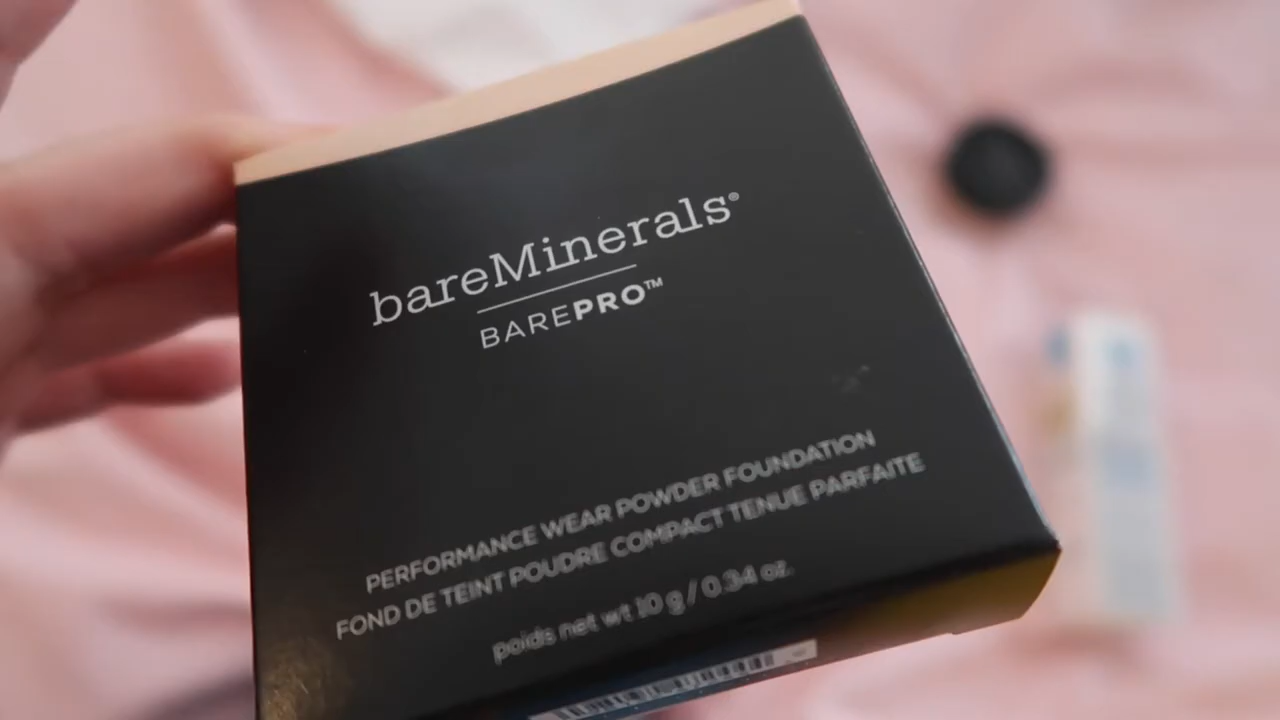 bareMinerals®
BAREPRO™
PERFORMANCE WEAR POWDER FOUNDATION
FOND DE TEINT POUDRE COMPACT TENUE PARFAITE
poids net wt 10 g / 0.34 oz.